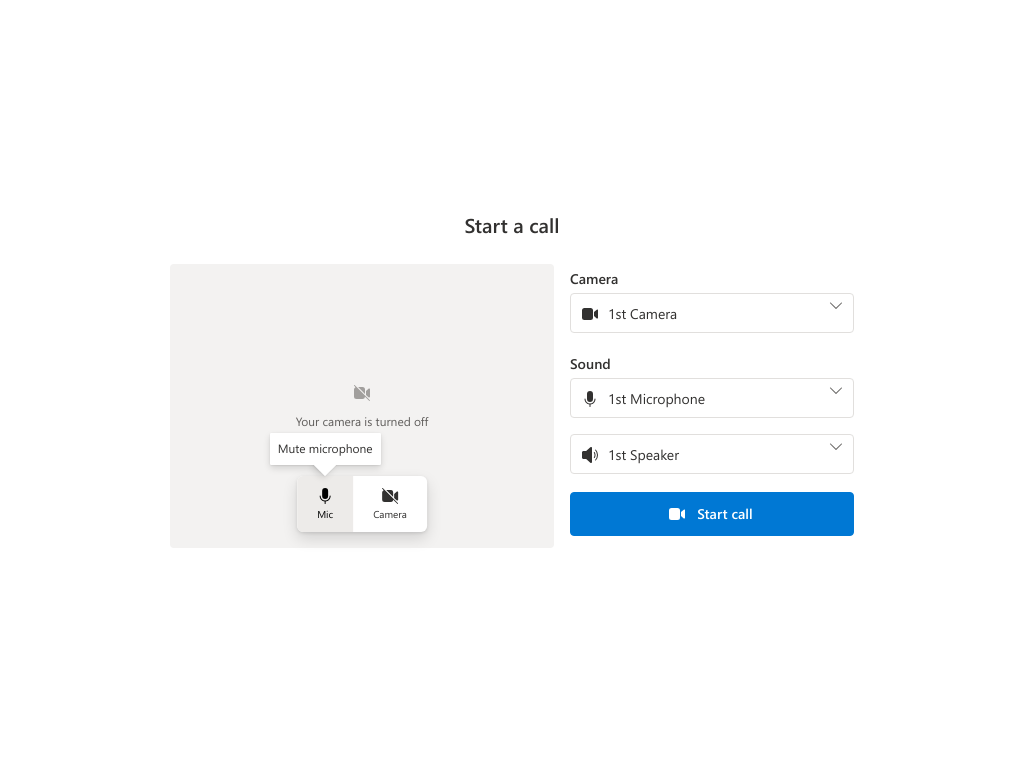 Start a call
Your camera is turned off
Mute microphone
Mic
Camera
Camera
1st Camera
Sound
1st Microphone
1st Speaker
Start call